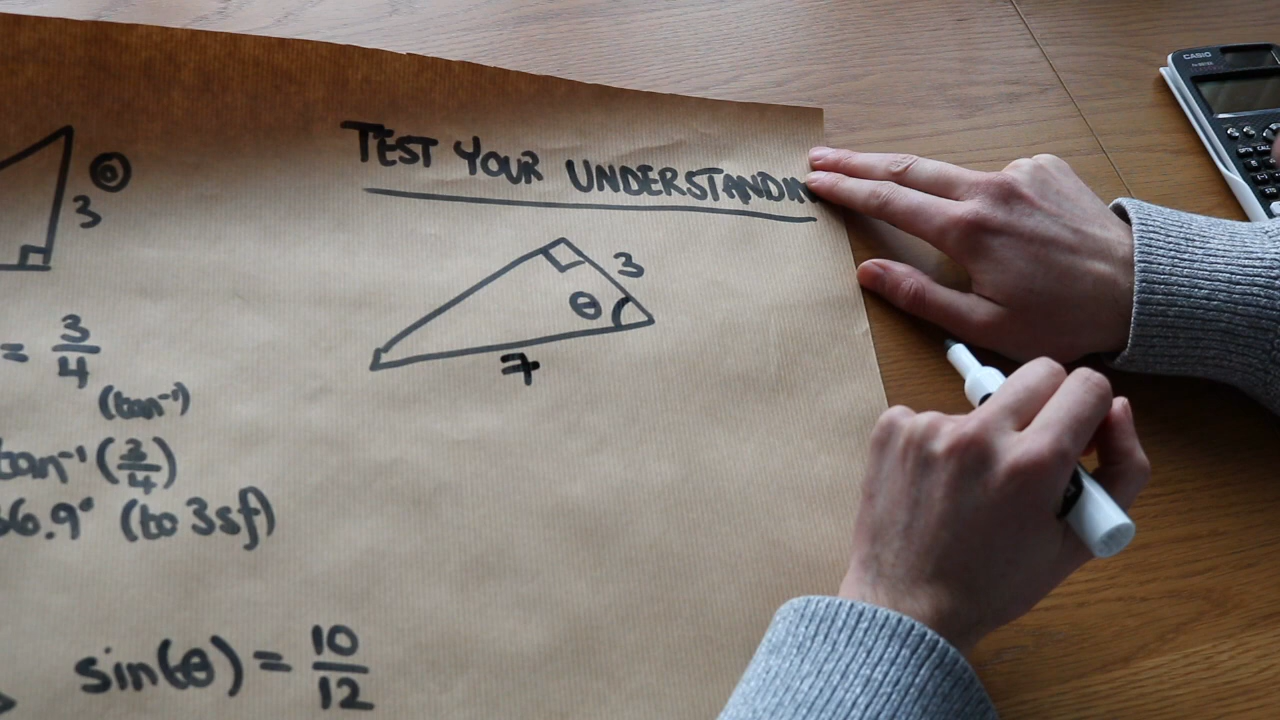 TEST YOUR UNDERSTANDIN
O
3
3
θ
7
= 3/4
(tan⁻¹)
tan⁻¹(3/4)
36.9° (to 3sf)
sin(θ) = 10/12
CASIO